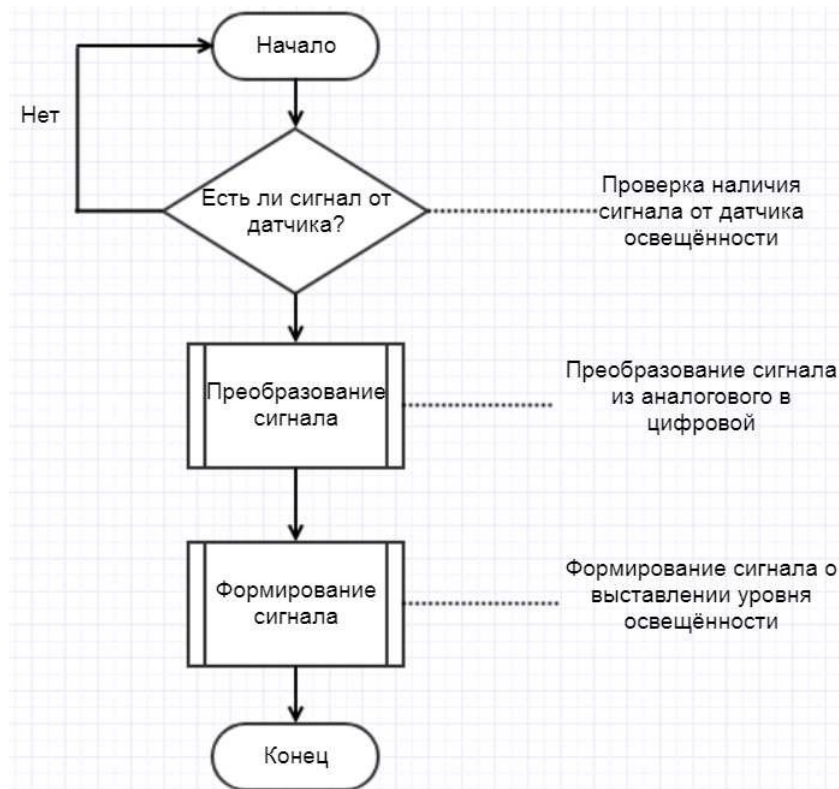 Начало
Нет
Есть ли сигнал от
датчика?
Проверка наличия
сигнала от датчика
освещённости
Преобразование
сигнала
Преобразование сигнала
из аналогового в
цифровой
Формирование
сигнала
Формирование сигнала о
выставлении уровня
освещённости
Конец